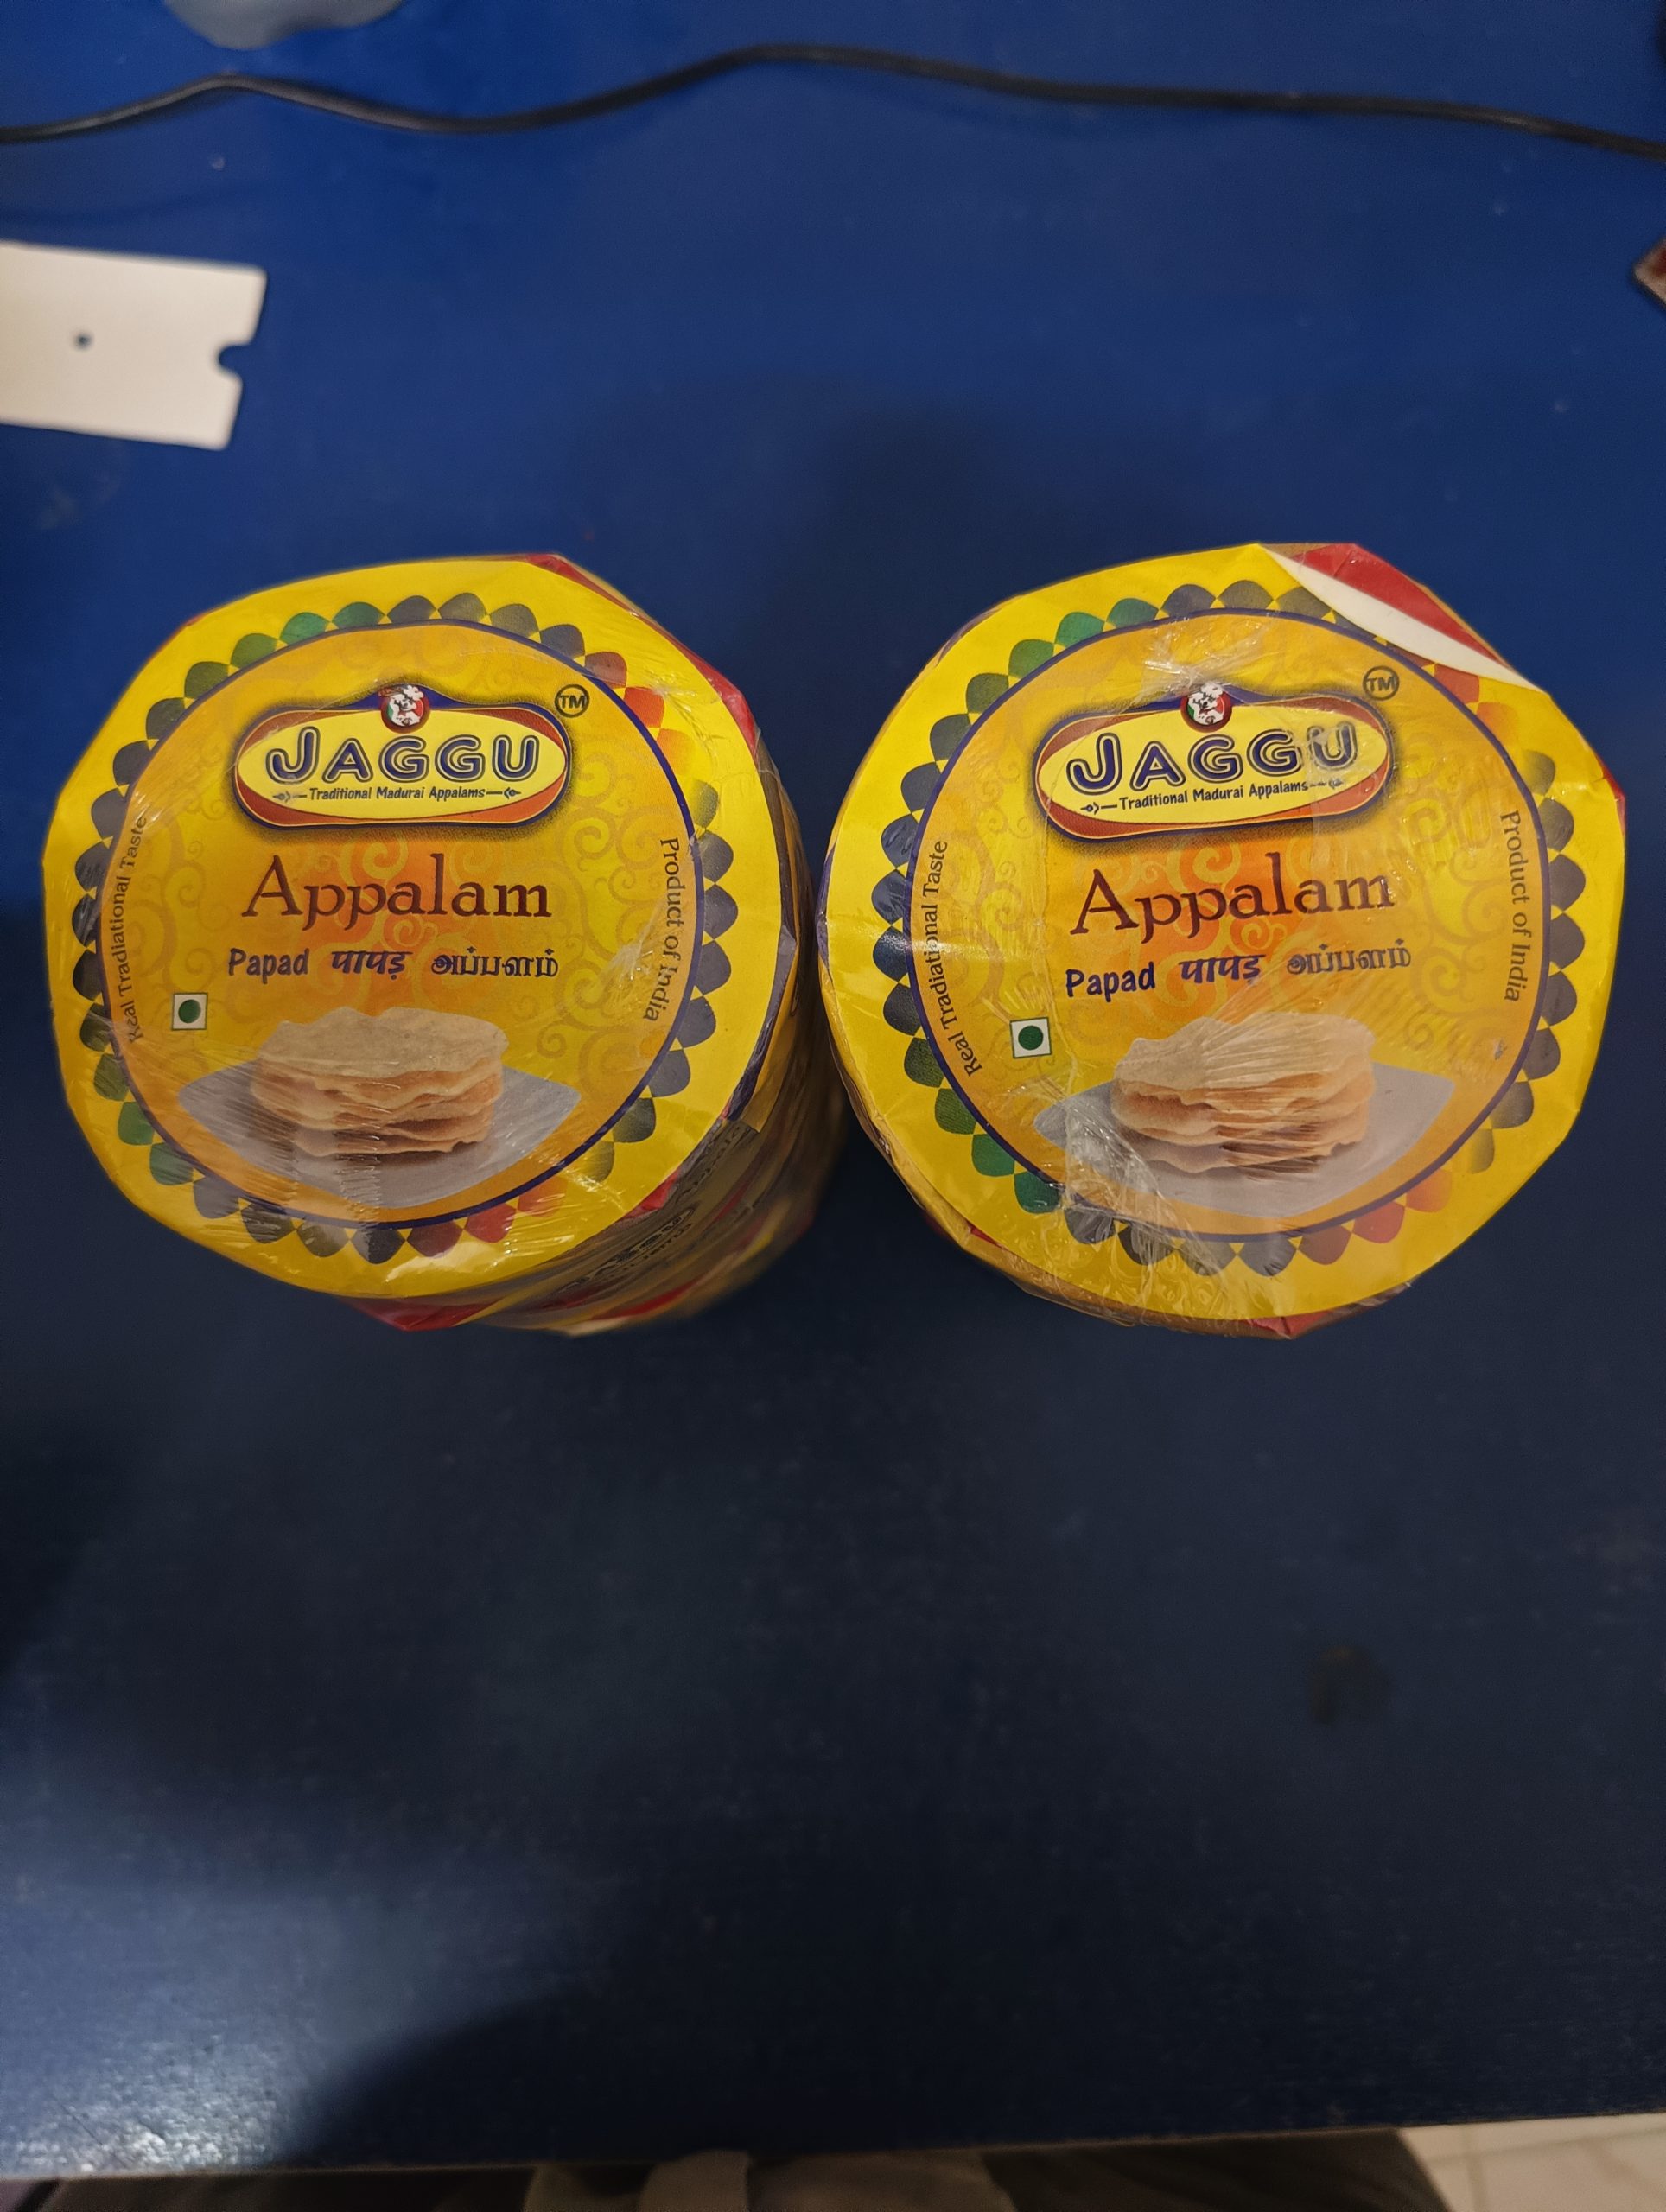 JAGGU
TM
Traditional Madurai Appalams
Appalam
Papad पापड़ அப்பளம்
Real Tradiational Taste
Product of India
JAGGU
TM
Traditional Madurai Appalams
Appalam
Papad पापड़ அப்பளம்
Real Tradiational Taste
Product of India